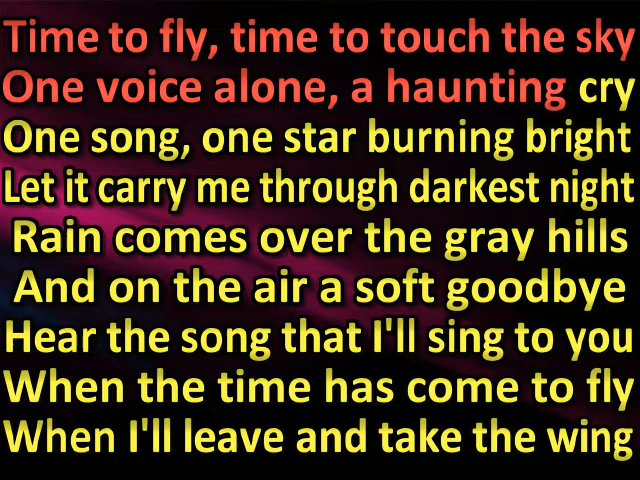 Time to fly, time to touch the sky
One voice alone, a haunting cry
One song, one star burning bright
Let it carry me through darkest night
Rain comes over the gray hills
And on the air a soft goodbye
Hear the song that I'll sing to you
When the time has come to fly
When I'll leave and take the wing